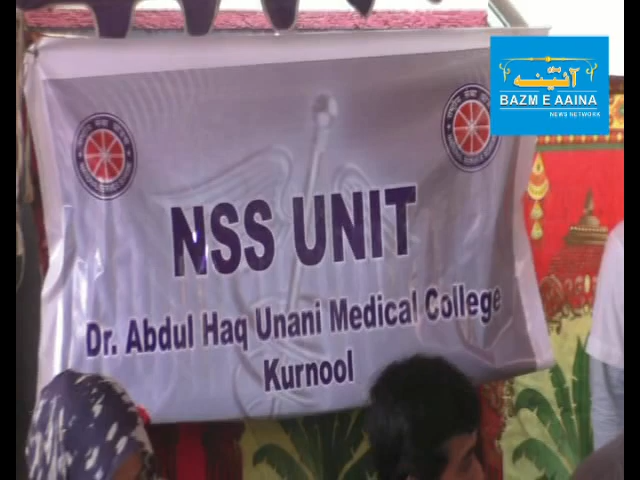 آئینہ
BAZM E AAINA
NEWS NETWORK
NSS UNIT
Dr. Abdul Haq Unani Medical College
Kurnool